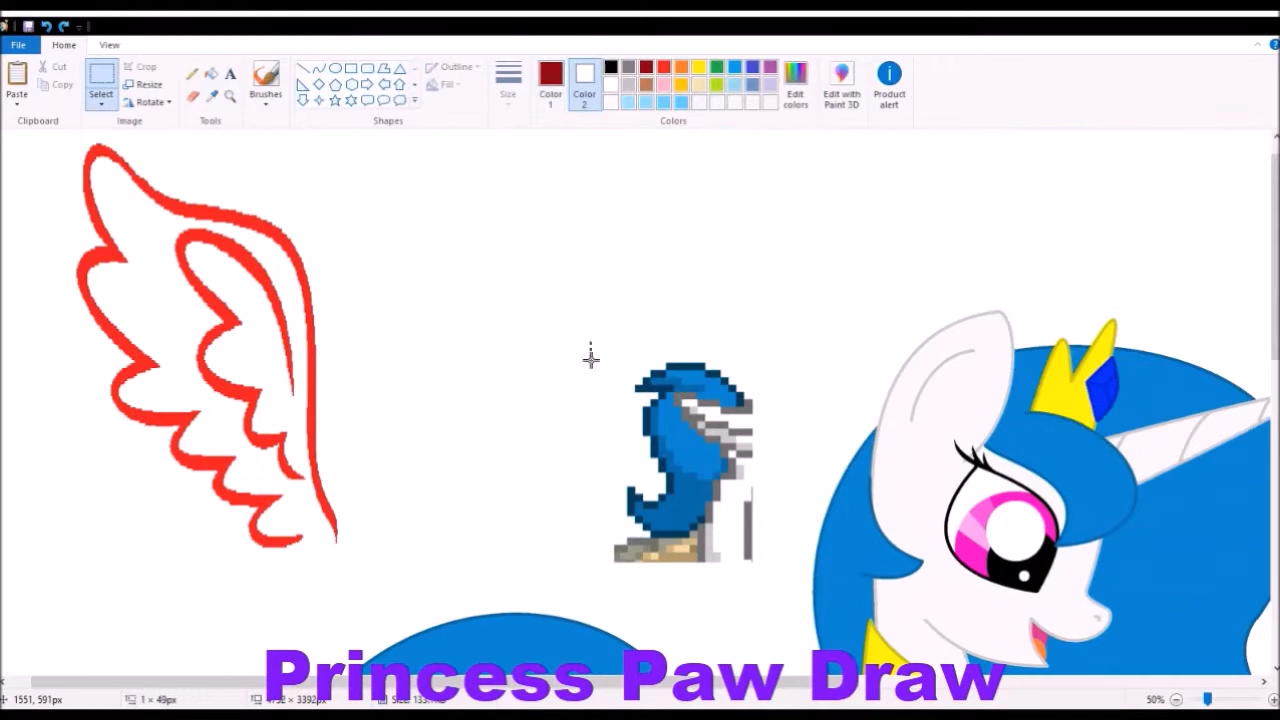 File Home View
Paste Cut Copy Clipboard
Select Crop Resize Rotate Image
A Tools
Brushes
Outline Fill Shapes
Size
Color 1 Color 2 Edit colors Colors
Edit with Paint 3D
Product alert
Princess Paw Draw
1551, 591px 1 × 49px 50%